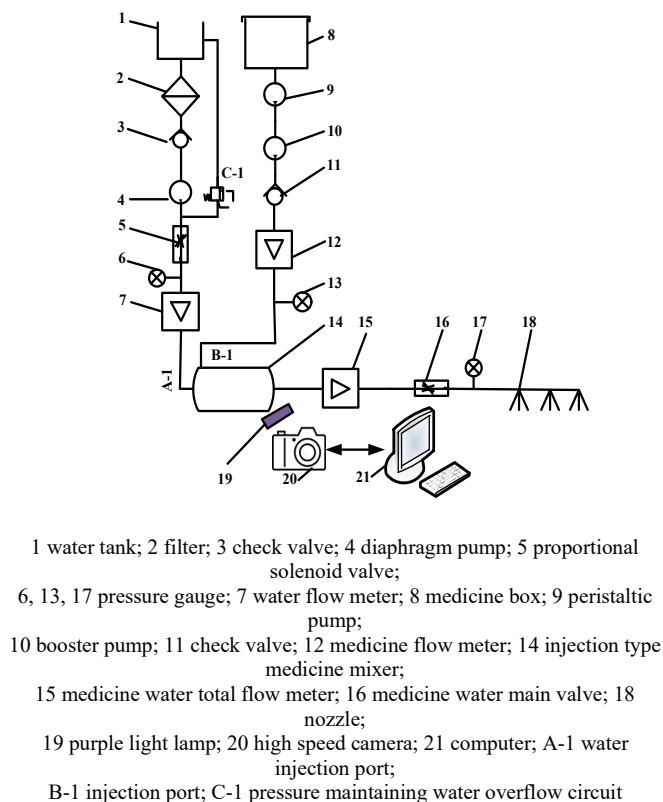 1
8
2
9
3
10
C-1
11
4
5
12
6
13
7
14
15
16
17
18
B-1
A-1
19
20
21
1 water tank; 2 filter; 3 check valve; 4 diaphragm pump; 5 proportional
solenoid valve;
6, 13, 17 pressure gauge; 7 water flow meter; 8 medicine box; 9 peristaltic
pump;
10 booster pump; 11 check valve; 12 medicine flow meter; 14 injection type
medicine mixer;
15 medicine water total flow meter; 16 medicine water main valve; 18
nozzle;
19 purple light lamp; 20 high speed camera; 21 computer; A-1 water
injection port;
B-1 injection port; C-1 pressure maintaining water overflow circuit